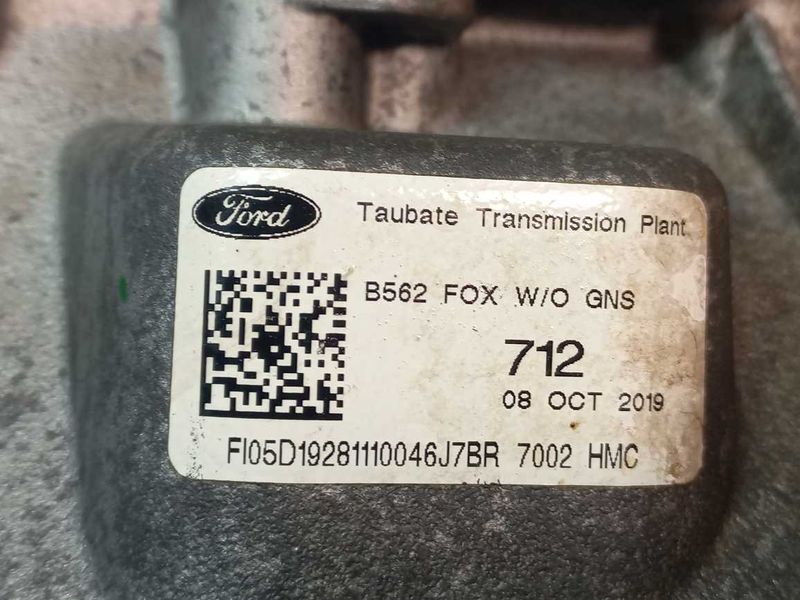 Ford
Taubate Transmission Plant
B562 FOX W/O GNS
712
08 OCT 2019
FI05D19281110046J7BR 7002 HMC